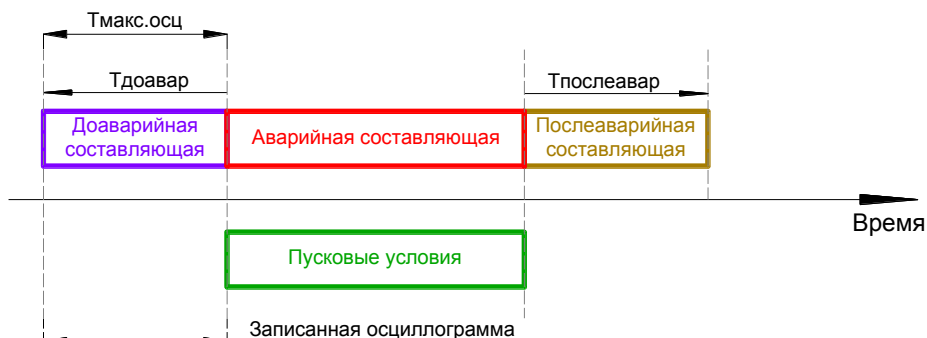 Тмакс.осц
Тдоавар
Тпослеавар
Доаварийная
составляющая
Аварийная составляющая
Послеаварийная
составляющая
Время
Пусковые условия
Записанная осциллограмма